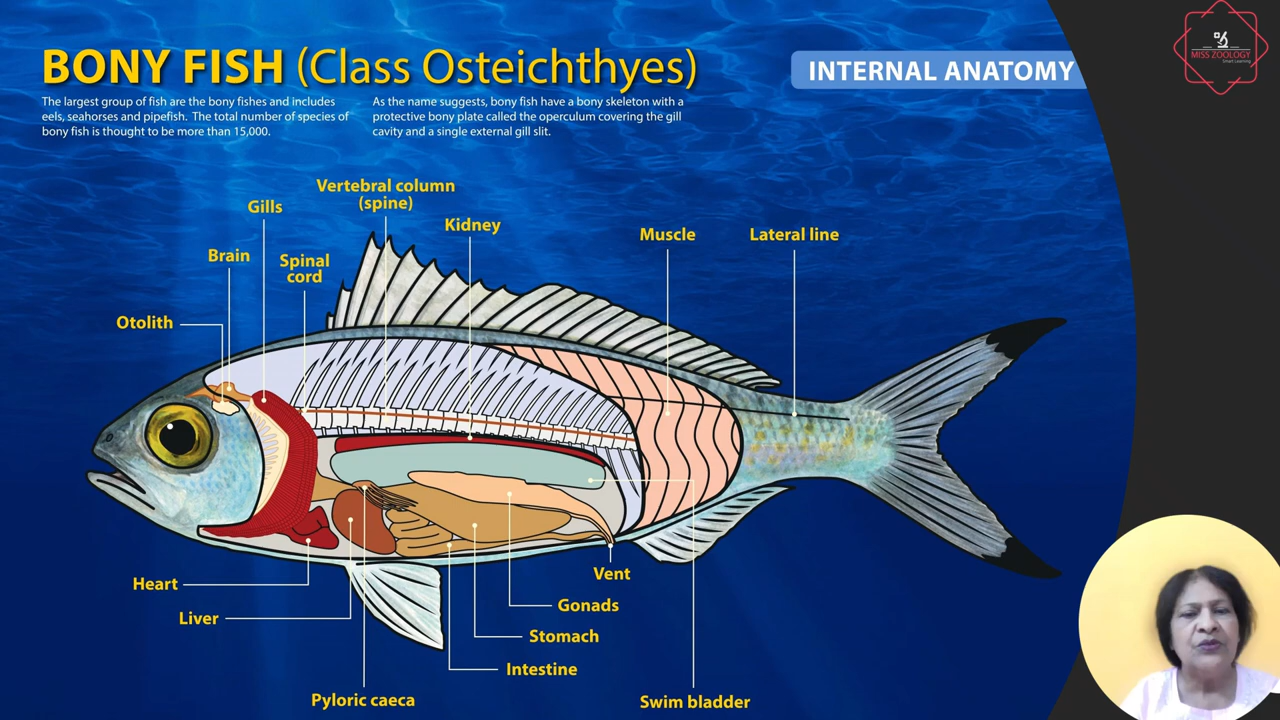 BONY FISH (Class Osteichthyes)
The largest group of fish are the bony fishes and includes
eels, seahorses and pipefish. The total number of species of
bony fish is thought to be more than 15,000.
As the name suggests, bony fish have a bony skeleton with a
protective bony plate called the operculum covering the gill
cavity and a single external gill slit.
INTERNAL ANATOMY
MISS ZOOLOGY
Smart Learning
Vertebral column
(spine)
Gills
Kidney
Muscle
Lateral line
Brain
Spinal
cord
Otolith
Heart
Liver
Pyloric caeca
Vent
Gonads
Stomach
Intestine
Swim bladder